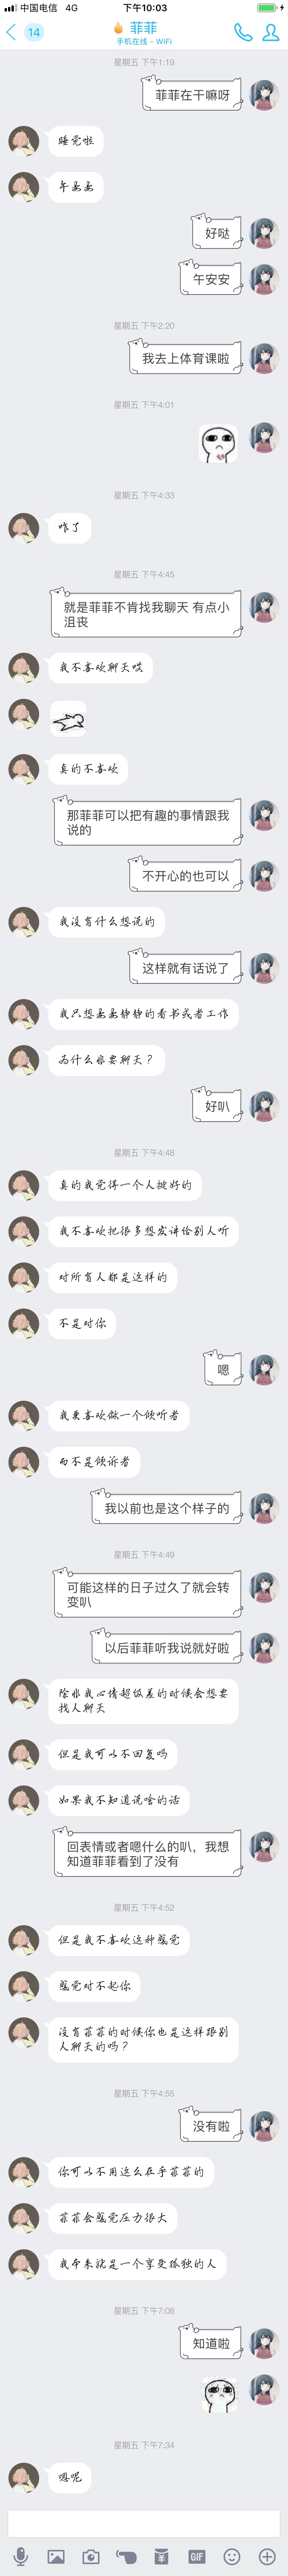 中国电信 4G 下午10:03
14 菲菲
手机在线 - WiFi
星期五 下午1:19
菲菲在干嘛呀
睡觉啦
午安安
好哒
午安安
星期五 下午2:20
我去上体育课啦
星期五 下午4:01
星期五 下午4:33
咋了
星期五 下午4:45
就是菲菲不肯找我聊天 有点小
沮丧
我不喜欢聊天哎
真的不喜欢
那菲菲可以把有趣的事情跟我
说的
不开心的也可以
我没有什么想说的
这样就有话说了
我只想安安静静的看书或者工作
为什么非要聊天？
好叭
星期五 下午4:48
真的我觉得一个人挺好的
我不喜欢把很多想法讲给别人听
对所有人都是这样的
不是对你
嗯
我更喜欢做一个倾听者
而不是倾诉者
我以前也是这个样子的
星期五 下午4:49
可能这样的日子过久了就会转
变叭
以后菲菲听我说就好啦
除非我心情超级差的时候会想要
找人聊天
但是我可以不回复吗
如果我不知道说啥的话
回表情或者嗯什么的叭，我想
知道菲菲看到了没有
星期五 下午4:52
但是我不喜欢这种感觉
感觉对不起你
没有菲菲的时候你也是这样跟别
人聊天的吗？
星期五 下午4:55
没有啦
你可以不用这么在乎菲菲的
菲菲会感觉压力很大
我本来就是一个享受孤独的人
星期五 下午7:08
知道啦
星期五 下午7:34
嗯呢
GIF